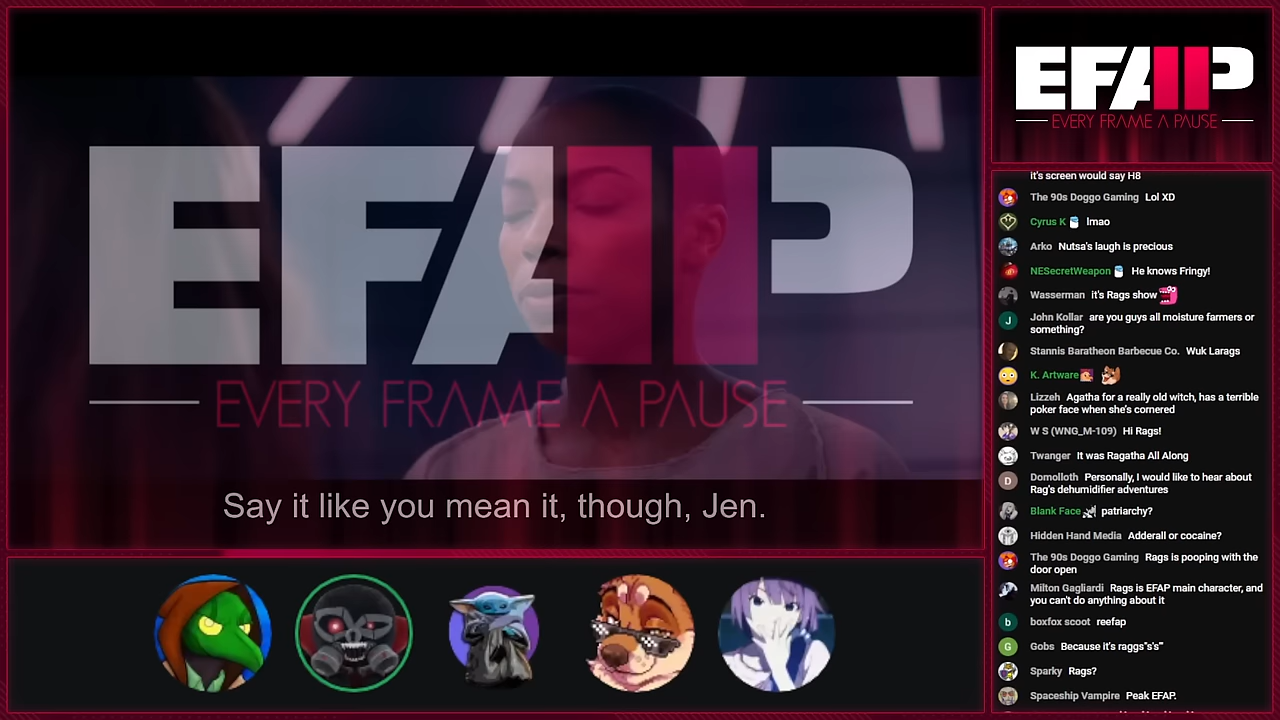 EFAP
EVERY FRAME A PAUSE
Say it like you mean it, though, Jen.
EFAP
EVERY FRAME A PAUSE
it's screen would say H8
The 90s Doggo Gaming Lol XD
Cyrus K lmao
Arko Nutsa's laugh is precious
NESecretWeapon He knows Fringy!
Wasserman it's Rags show
J
John Kollar are you guys all moisture farmers or
something?
Stannis Baratheon Barbecue Co. Wuk Larags
K. Artware
Lizzeh Agatha for a really old witch, has a terrible
poker face when she's cornered
W S (WNG_M-109) Hi Rags!
Twanger It was Ragatha All Along
D
Domolloth Personally, I would like to hear about
Rag's dehumidifier adventures
Blank Face patriarchy?
Hidden Hand Media Adderall or cocaine?
The 90s Doggo Gaming Rags is pooping with the
door open
Milton Gagliardi Rags is EFAP main character, and
you can't do anything about it
b
boxfox scoot reefap
G
Gobs Because it's raggs"s's"
Sparky Rags?
Spaceship Vampire Peak EFAP.